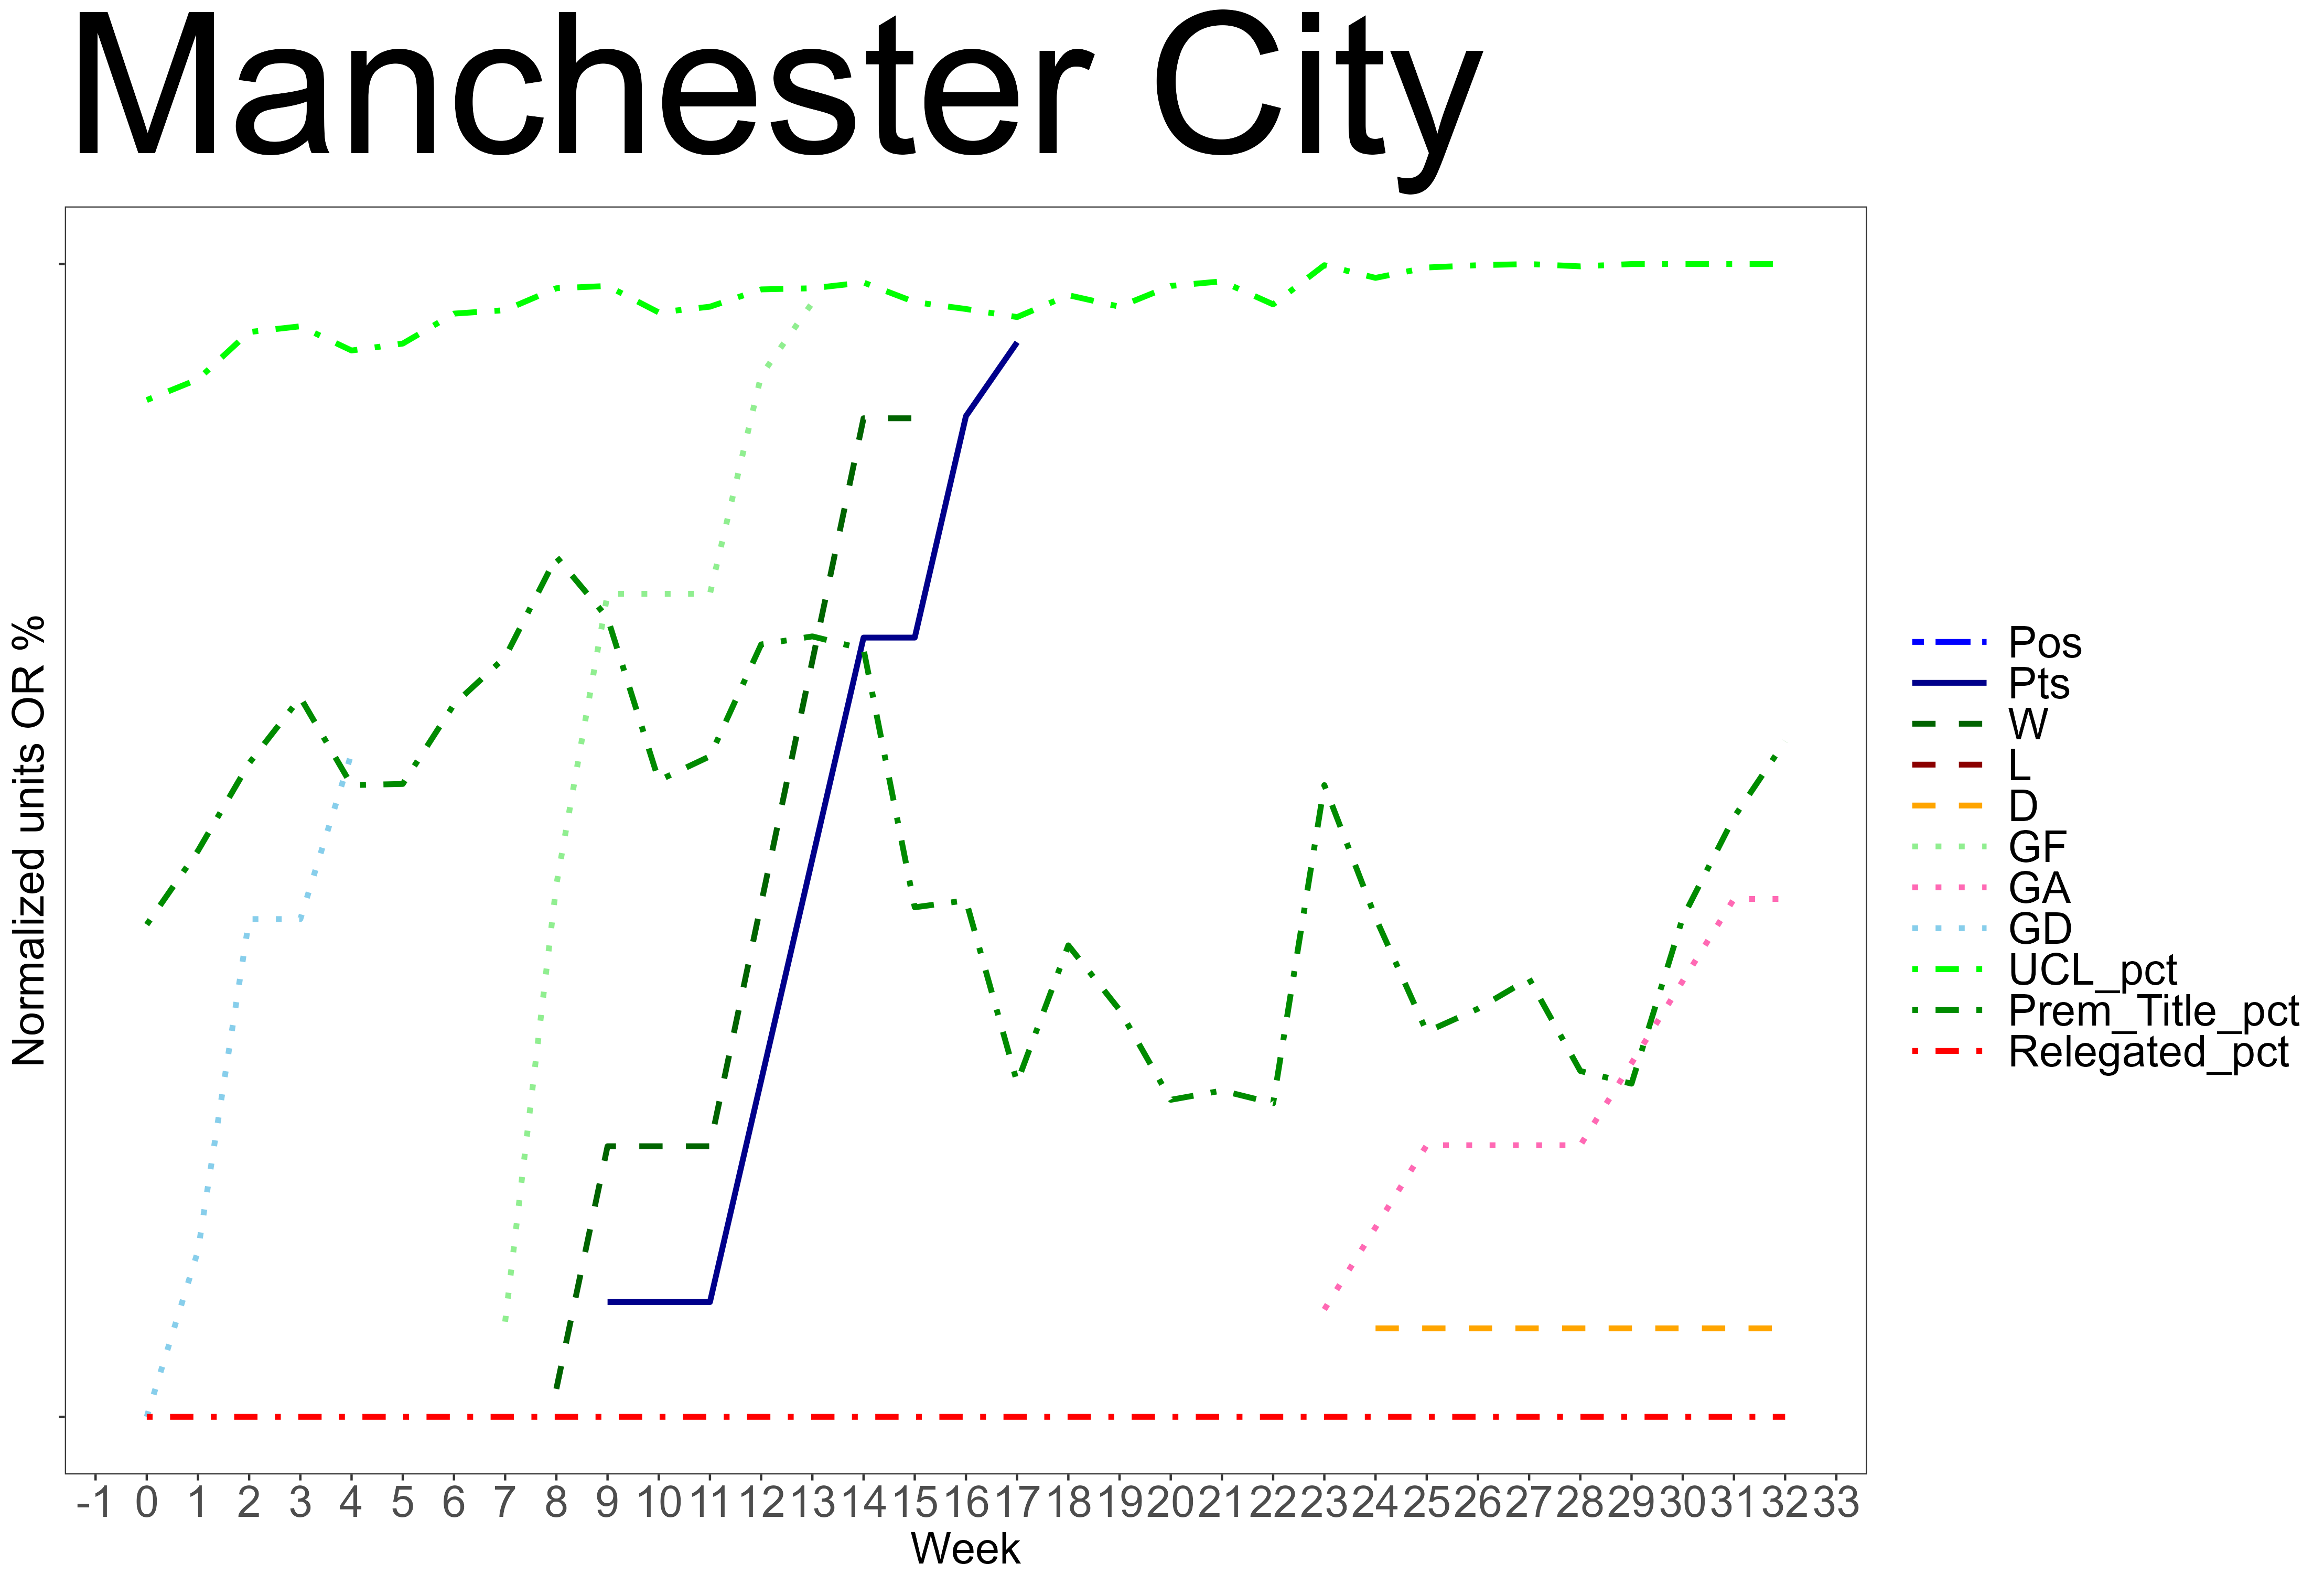 Manchester City
Normalized units OR %
Pos
Pts
W
L
D
GF
GA
GD
UCL_pct
Prem_Title_pct
Relegated_pct
-1 0 1 2 3 4 5 6 7 8 9 10 11 12 13 14 15 16 17 18 19 20 21 22 23 24 25 26 27 28 29 30 31 32 33
Week